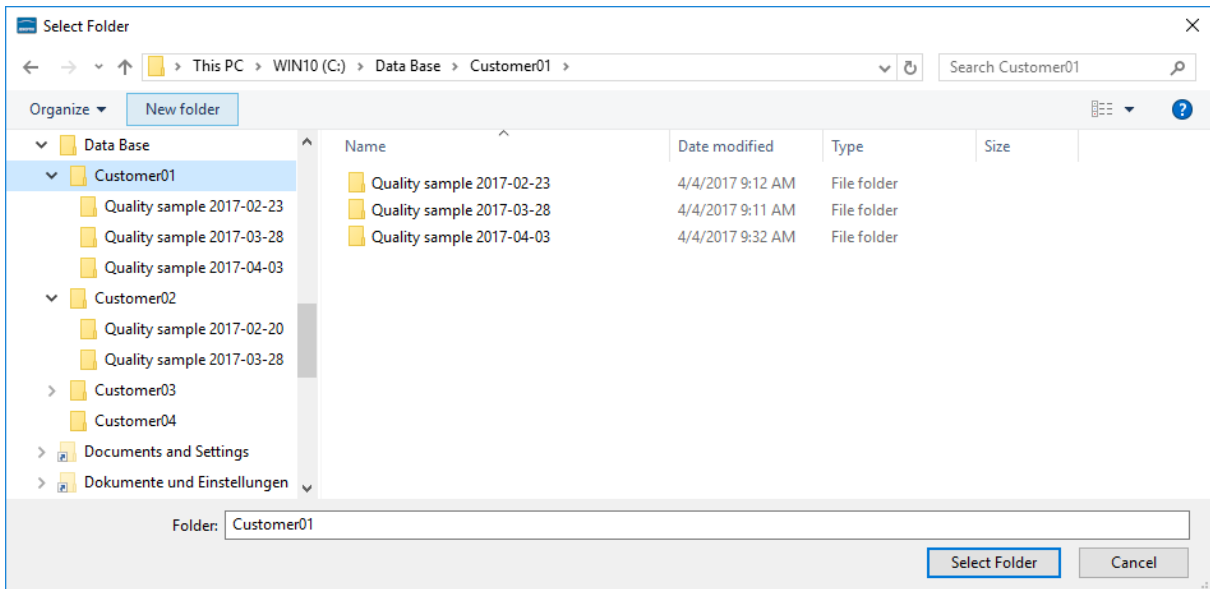 Select Folder
This PC > WIN10 (C:) > Data Base > Customer01 >
Search Customer01
Organize
New folder
Data Base
Customer01
Quality sample 2017-02-23
Quality sample 2017-03-28
Quality sample 2017-04-03
Customer02
Quality sample 2017-02-20
Quality sample 2017-03-28
Customer03
Customer04
Documents and Settings
Dokumente und Einstellungen
Name Date modified Type Size
Quality sample 2017-02-23 4/4/2017 9:12 AM File folder
Quality sample 2017-03-28 4/4/2017 9:11 AM File folder
Quality sample 2017-04-03 4/4/2017 9:32 AM File folder
Folder: Customer01
Select Folder Cancel